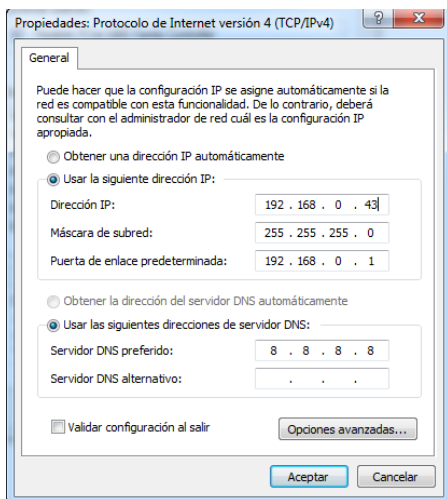 Propiedades: Protocolo de Internet versión 4 (TCP/IPv4)
General
Puede hacer que la configuración IP se asigne automáticamente si la
red es compatible con esta funcionalidad. De lo contrario, deberá
consultar con el administrador de red cuál es la configuración IP
apropiada.
Obtener una dirección IP automáticamente
Usar la siguiente dirección IP:
Dirección IP: 192 . 168 . 0 . 43
Máscara de subred: 255 . 255 . 255 . 0
Puerta de enlace predeterminada: 192 . 168 . 0 . 1
Obtener la dirección del servidor DNS automáticamente
Usar las siguientes direcciones de servidor DNS:
Servidor DNS preferido: 8 . 8 . 8 . 8
Servidor DNS alternativo: . . .
Validar configuración al salir
Opciones avanzadas...
Aceptar Cancelar